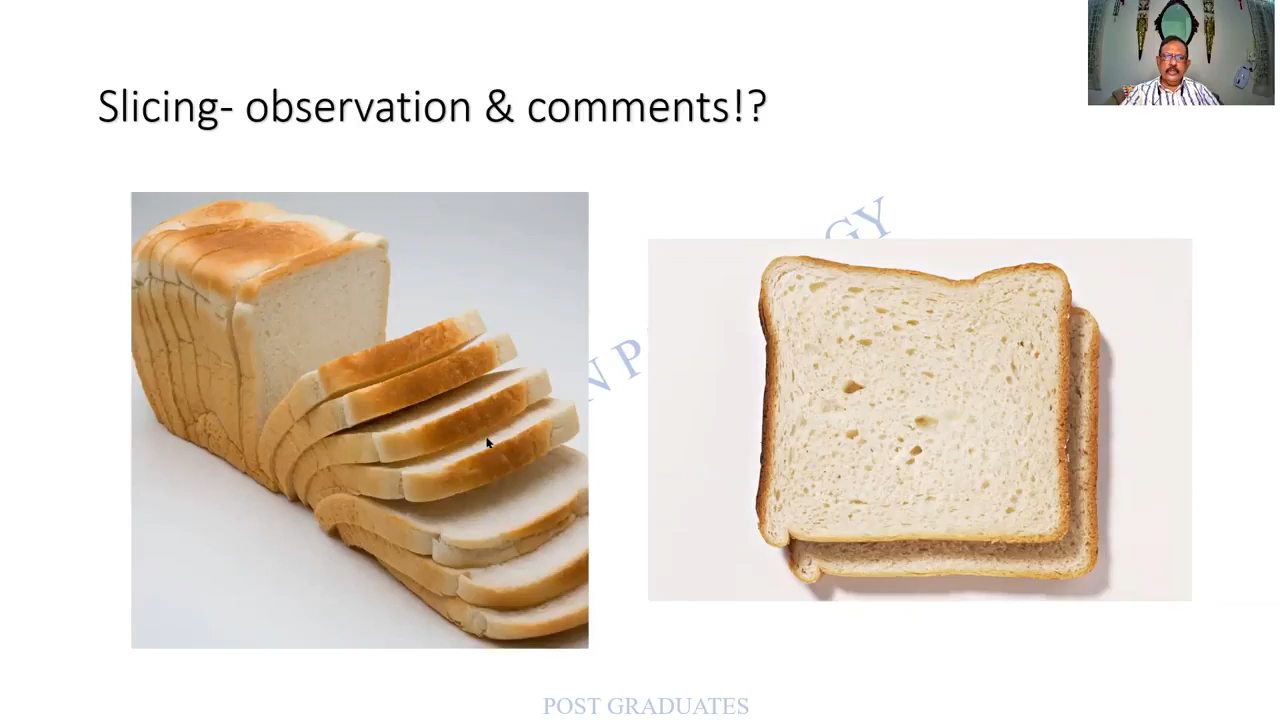 Slicing- observation & comments!?
POST GRADUATES